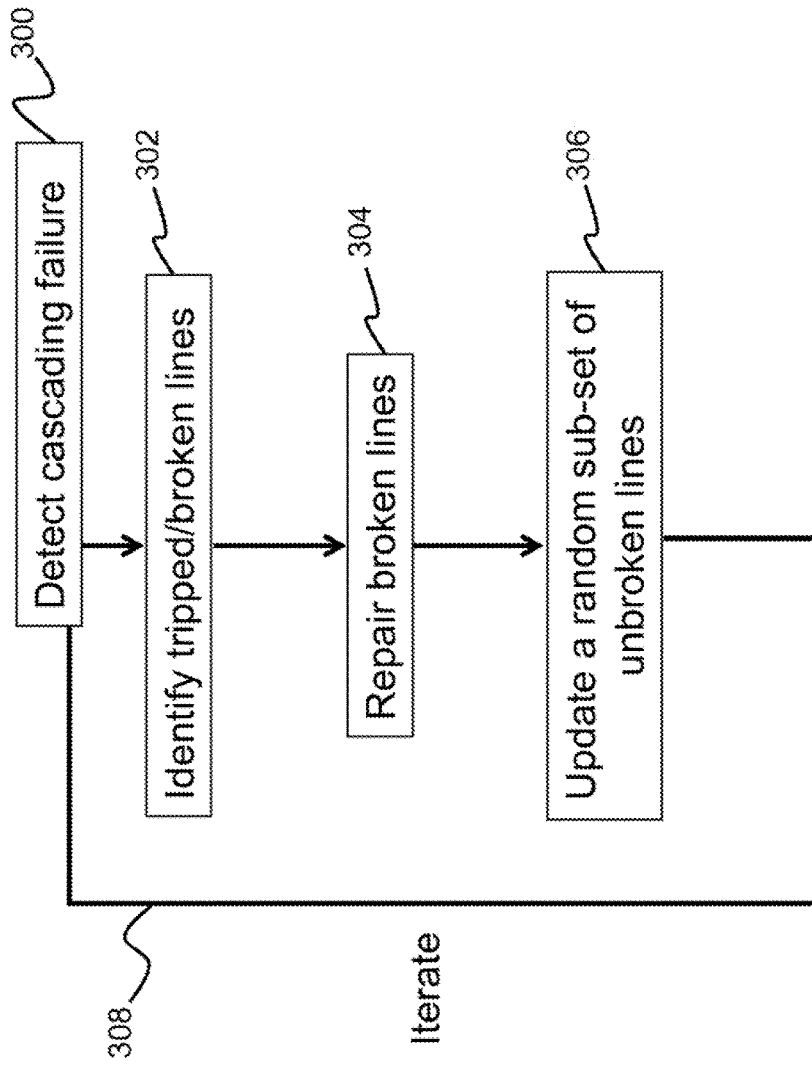 Detect cascading failure
300
Identify tripped/broken lines
302
Repair broken lines
304
Update a random sub-set of
unbroken lines
306
308
Iterate